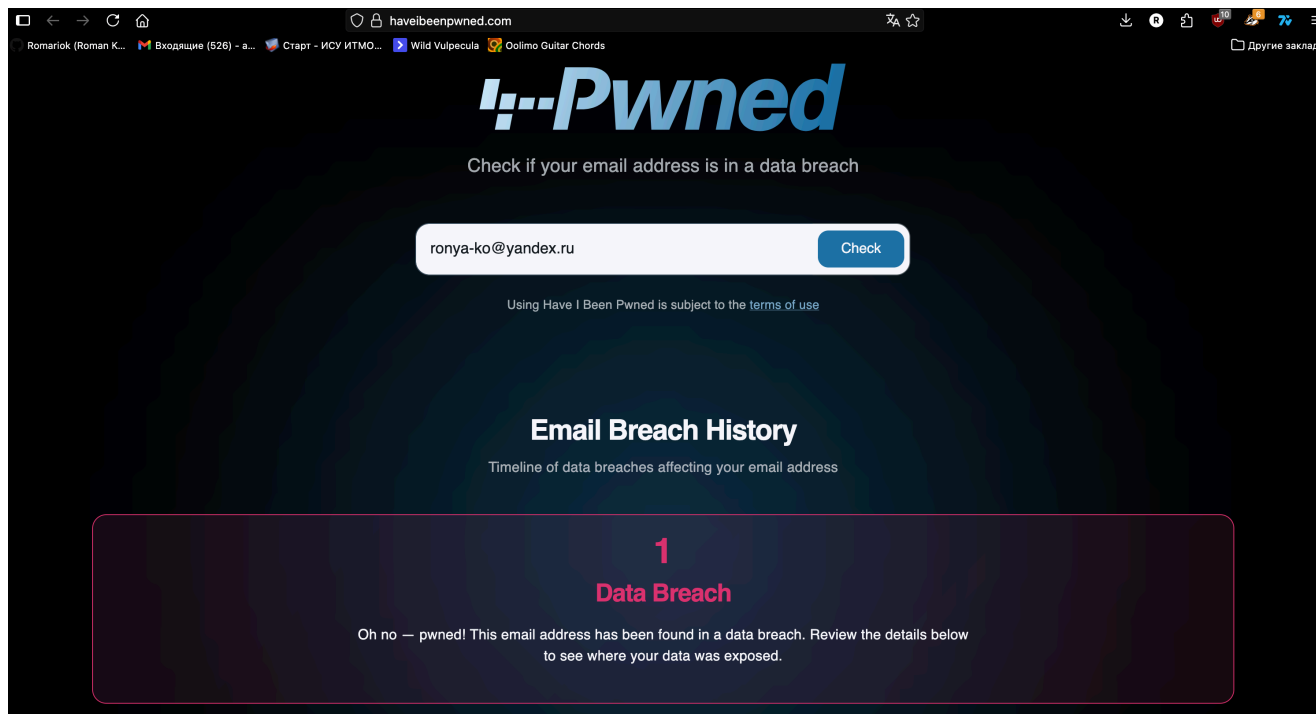 haveibeenpwned.com
10
6
Romariok (Roman K... Входящие (526) - a... Старт - ИСУ ИТМО... Wild Vulpecula Oolimo Guitar Chords Другие заклад
Pwned
Check if your email address is in a data breach
ronya-ko@yandex.ru Check
Using Have I Been Pwned is subject to the terms of use
Email Breach History
Timeline of data breaches affecting your email address
1
Data Breach
Oh no — pwned! This email address has been found in a data breach. Review the details below
to see where your data was exposed.